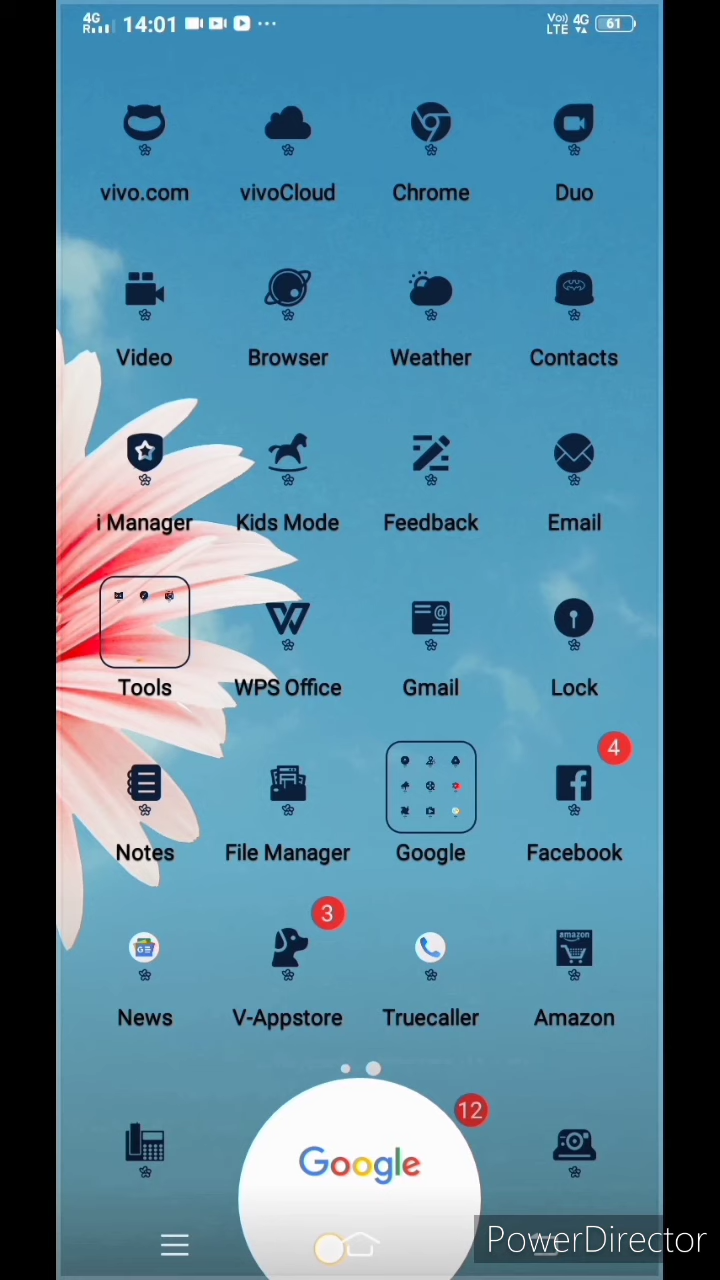 4G
R
14:01
Vo)) 4G
LTE
61
vivo.com vivoCloud Chrome Duo
Video Browser Weather Contacts
i Manager Kids Mode Feedback Email
Tools WPS Office Gmail Lock
4
Notes File Manager Google Facebook
3
amazon
News V-Appstore Truecaller Amazon
12
Google
PowerDirector